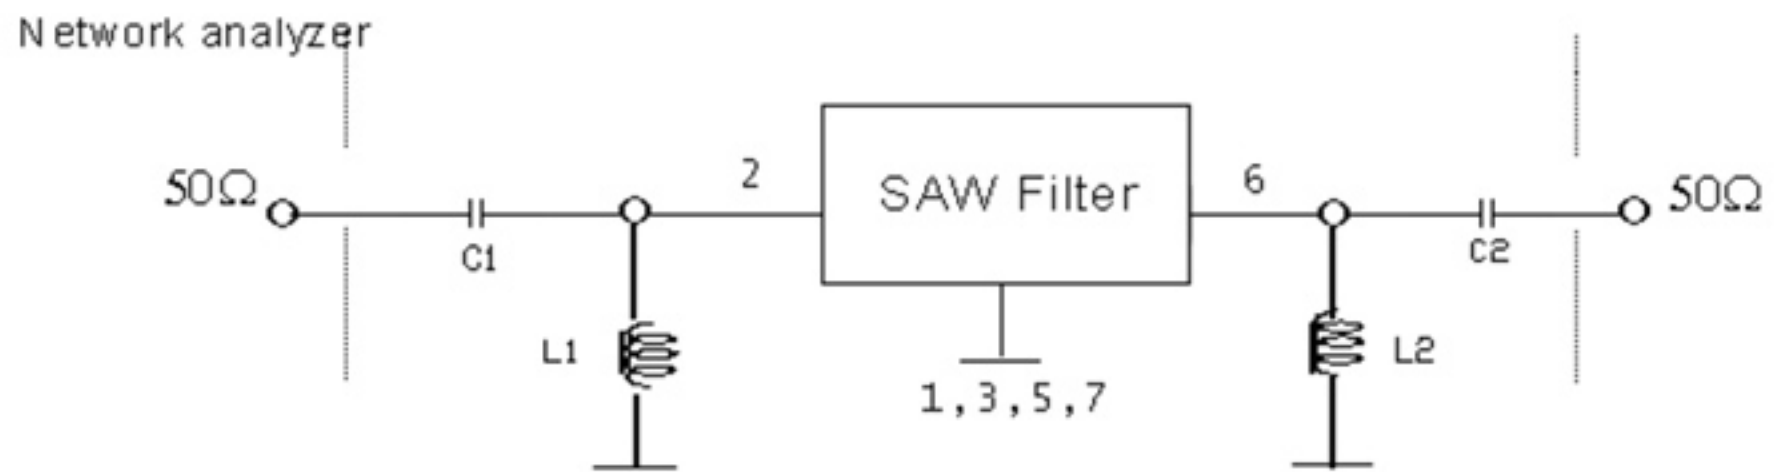 Network analyzer
50Ω
C1
L1
2
SAW Filter
6
1,3,5,7
C2
L2
50Ω